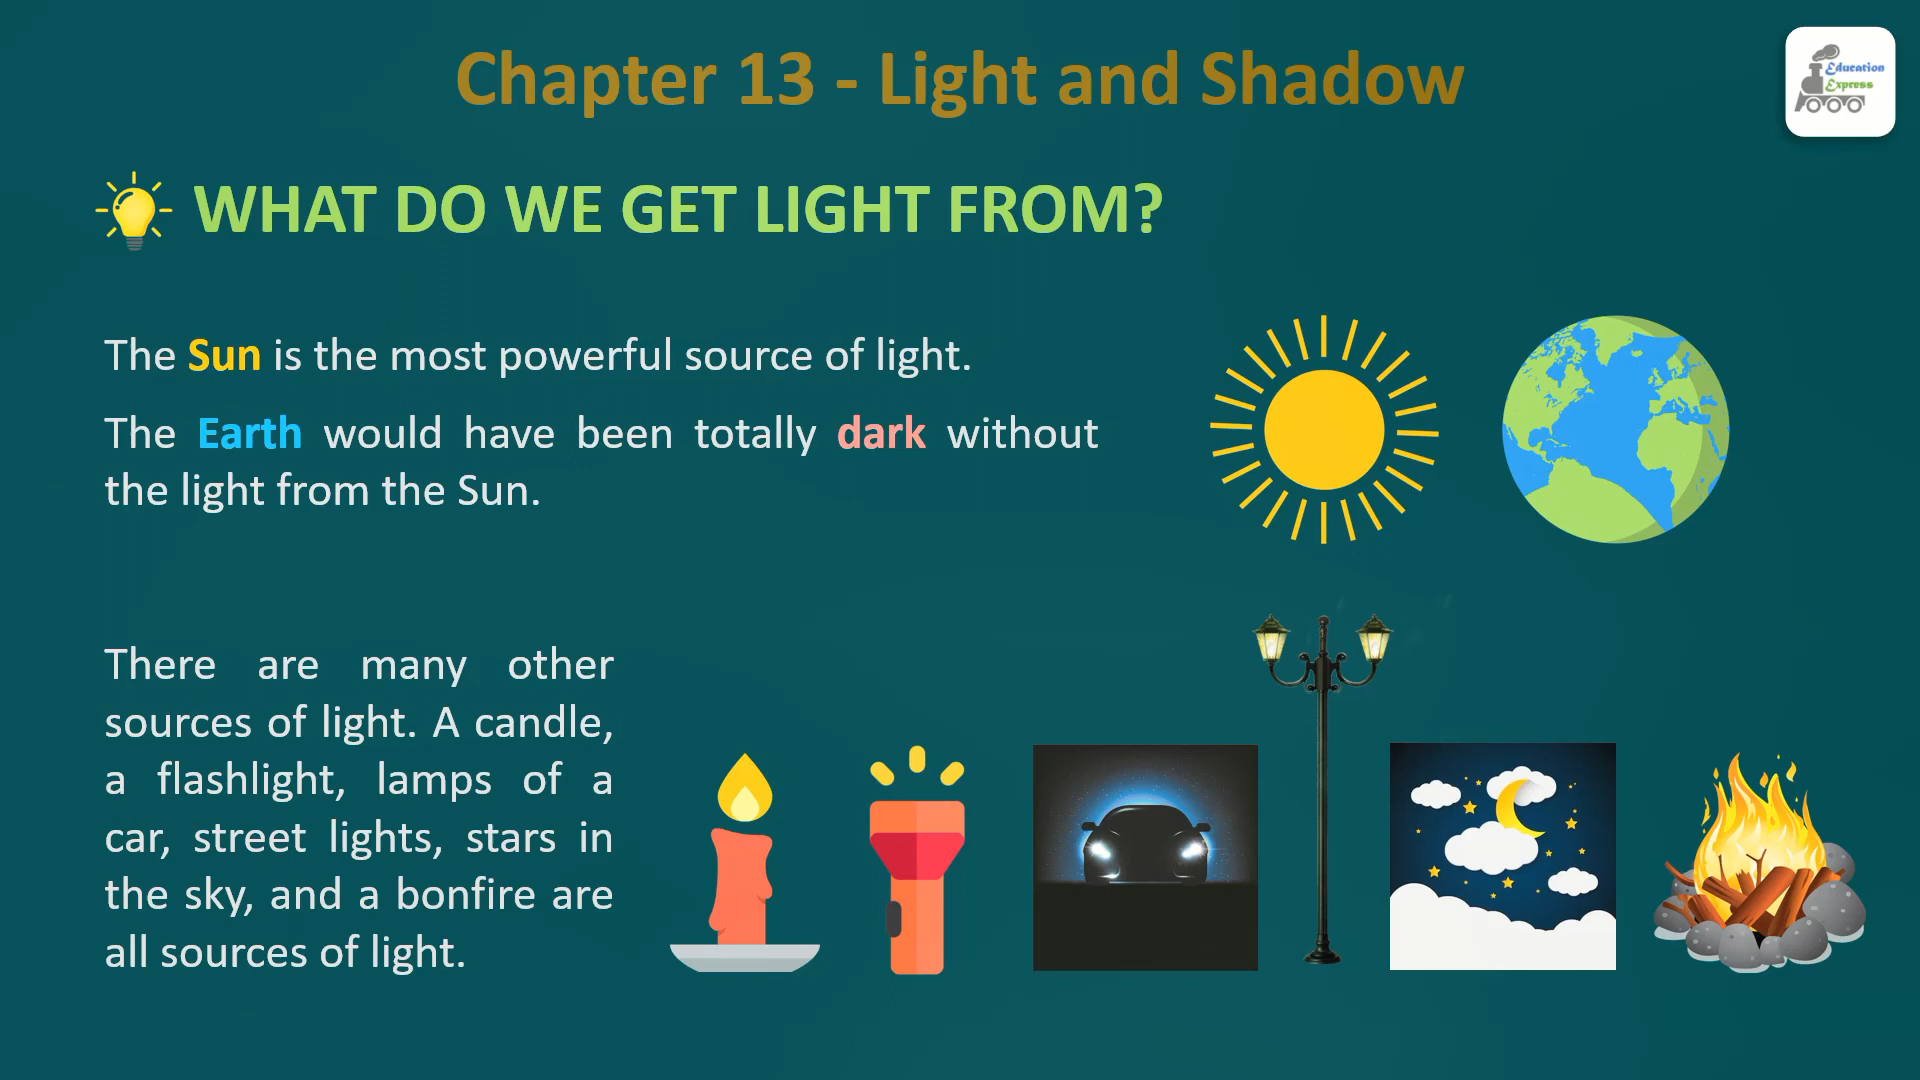 Chapter 13 - Light and Shadow
Education
Express
WHAT DO WE GET LIGHT FROM?
The Sun is the most powerful source of light.
The Earth would have been totally dark without
the light from the Sun.
There are many other
sources of light. A candle,
a flashlight, lamps of a
car, street lights, stars in
the sky, and a bonfire are
all sources of light.